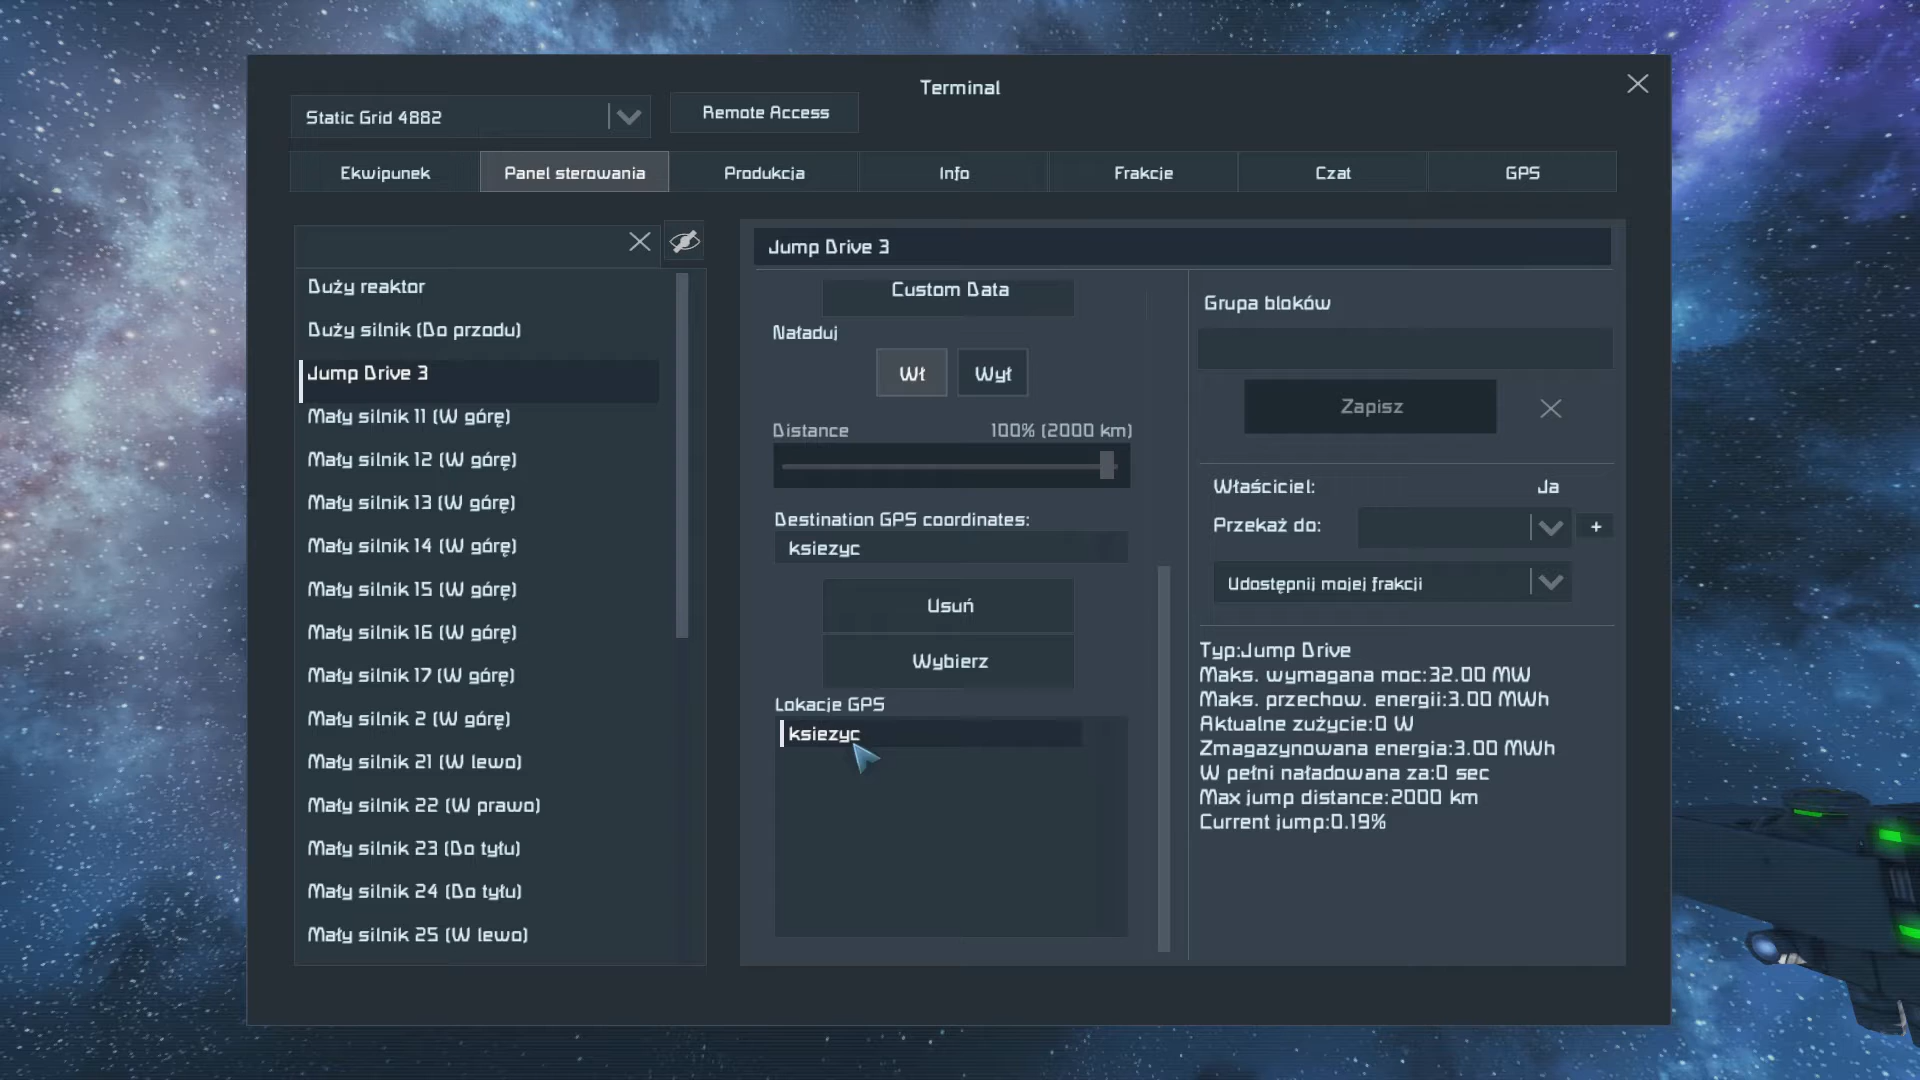 Terminal
Static Grid 4882
Remote Access
Ekwipunek
Panel sterowania
Produkcja
Info
Frakcje
Czat
GPS
Duży reaktor
Duży silnik (Do przodu)
Jump Drive 3
Mały silnik 11 (W górę)
Mały silnik 12 (W górę)
Mały silnik 13 (W górę)
Mały silnik 14 (W górę)
Mały silnik 15 (W górę)
Mały silnik 16 (W górę)
Mały silnik 17 (W górę)
Mały silnik 2 (W górę)
Mały silnik 21 (W lewo)
Mały silnik 22 (W prawo)
Mały silnik 23 (Do tyłu)
Mały silnik 24 (Do tyłu)
Mały silnik 25 (W lewo)
Jump Drive 3
Custom Data
Naładuj
Wł
Wył
Distance 100% (2000 km)
Destination GPS coordinates:
ksiezyc
Usuń
Wybierz
Lokacje GPS
ksiezyc
Grupa bloków
Zapisz
Właściciel: Ja
Przekaż do:
+
Udostępnij mojej frakcji
Typ:Jump Drive
Maks. wymagana moc:32.00 MW
Maks. przechow. energii:3.00 MWh
Aktualne zużycie:0 W
Zmagazynowana energia:3.00 MWh
W pełni naładowana za:0 sec
Max jump distance:2000 km
Current jump:0.19%